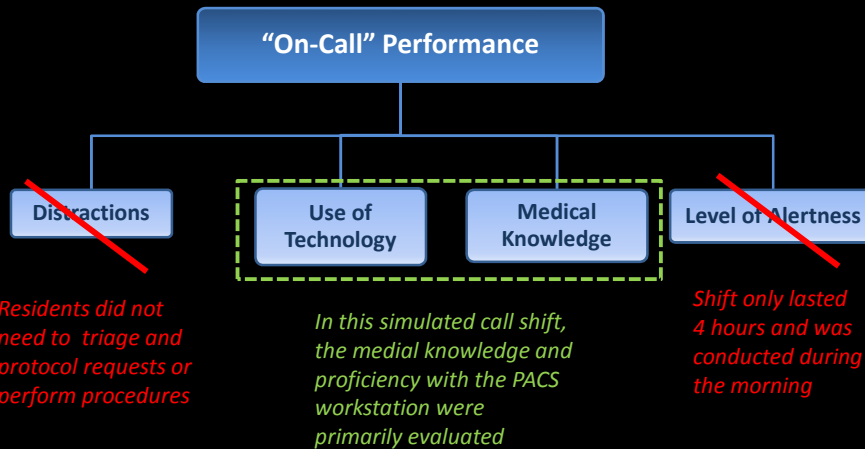 “On-Call” Performance
Distractions
Use of
Technology
Medical
Knowledge
Level of Alertness
Residents did not
need to triage and
protocol requests or
perform procedures
In this simulated call shift,
the medial knowledge and
proficiency with the PACS
workstation were
primarily evaluated
Shift only lasted
4 hours and was
conducted during
the morning